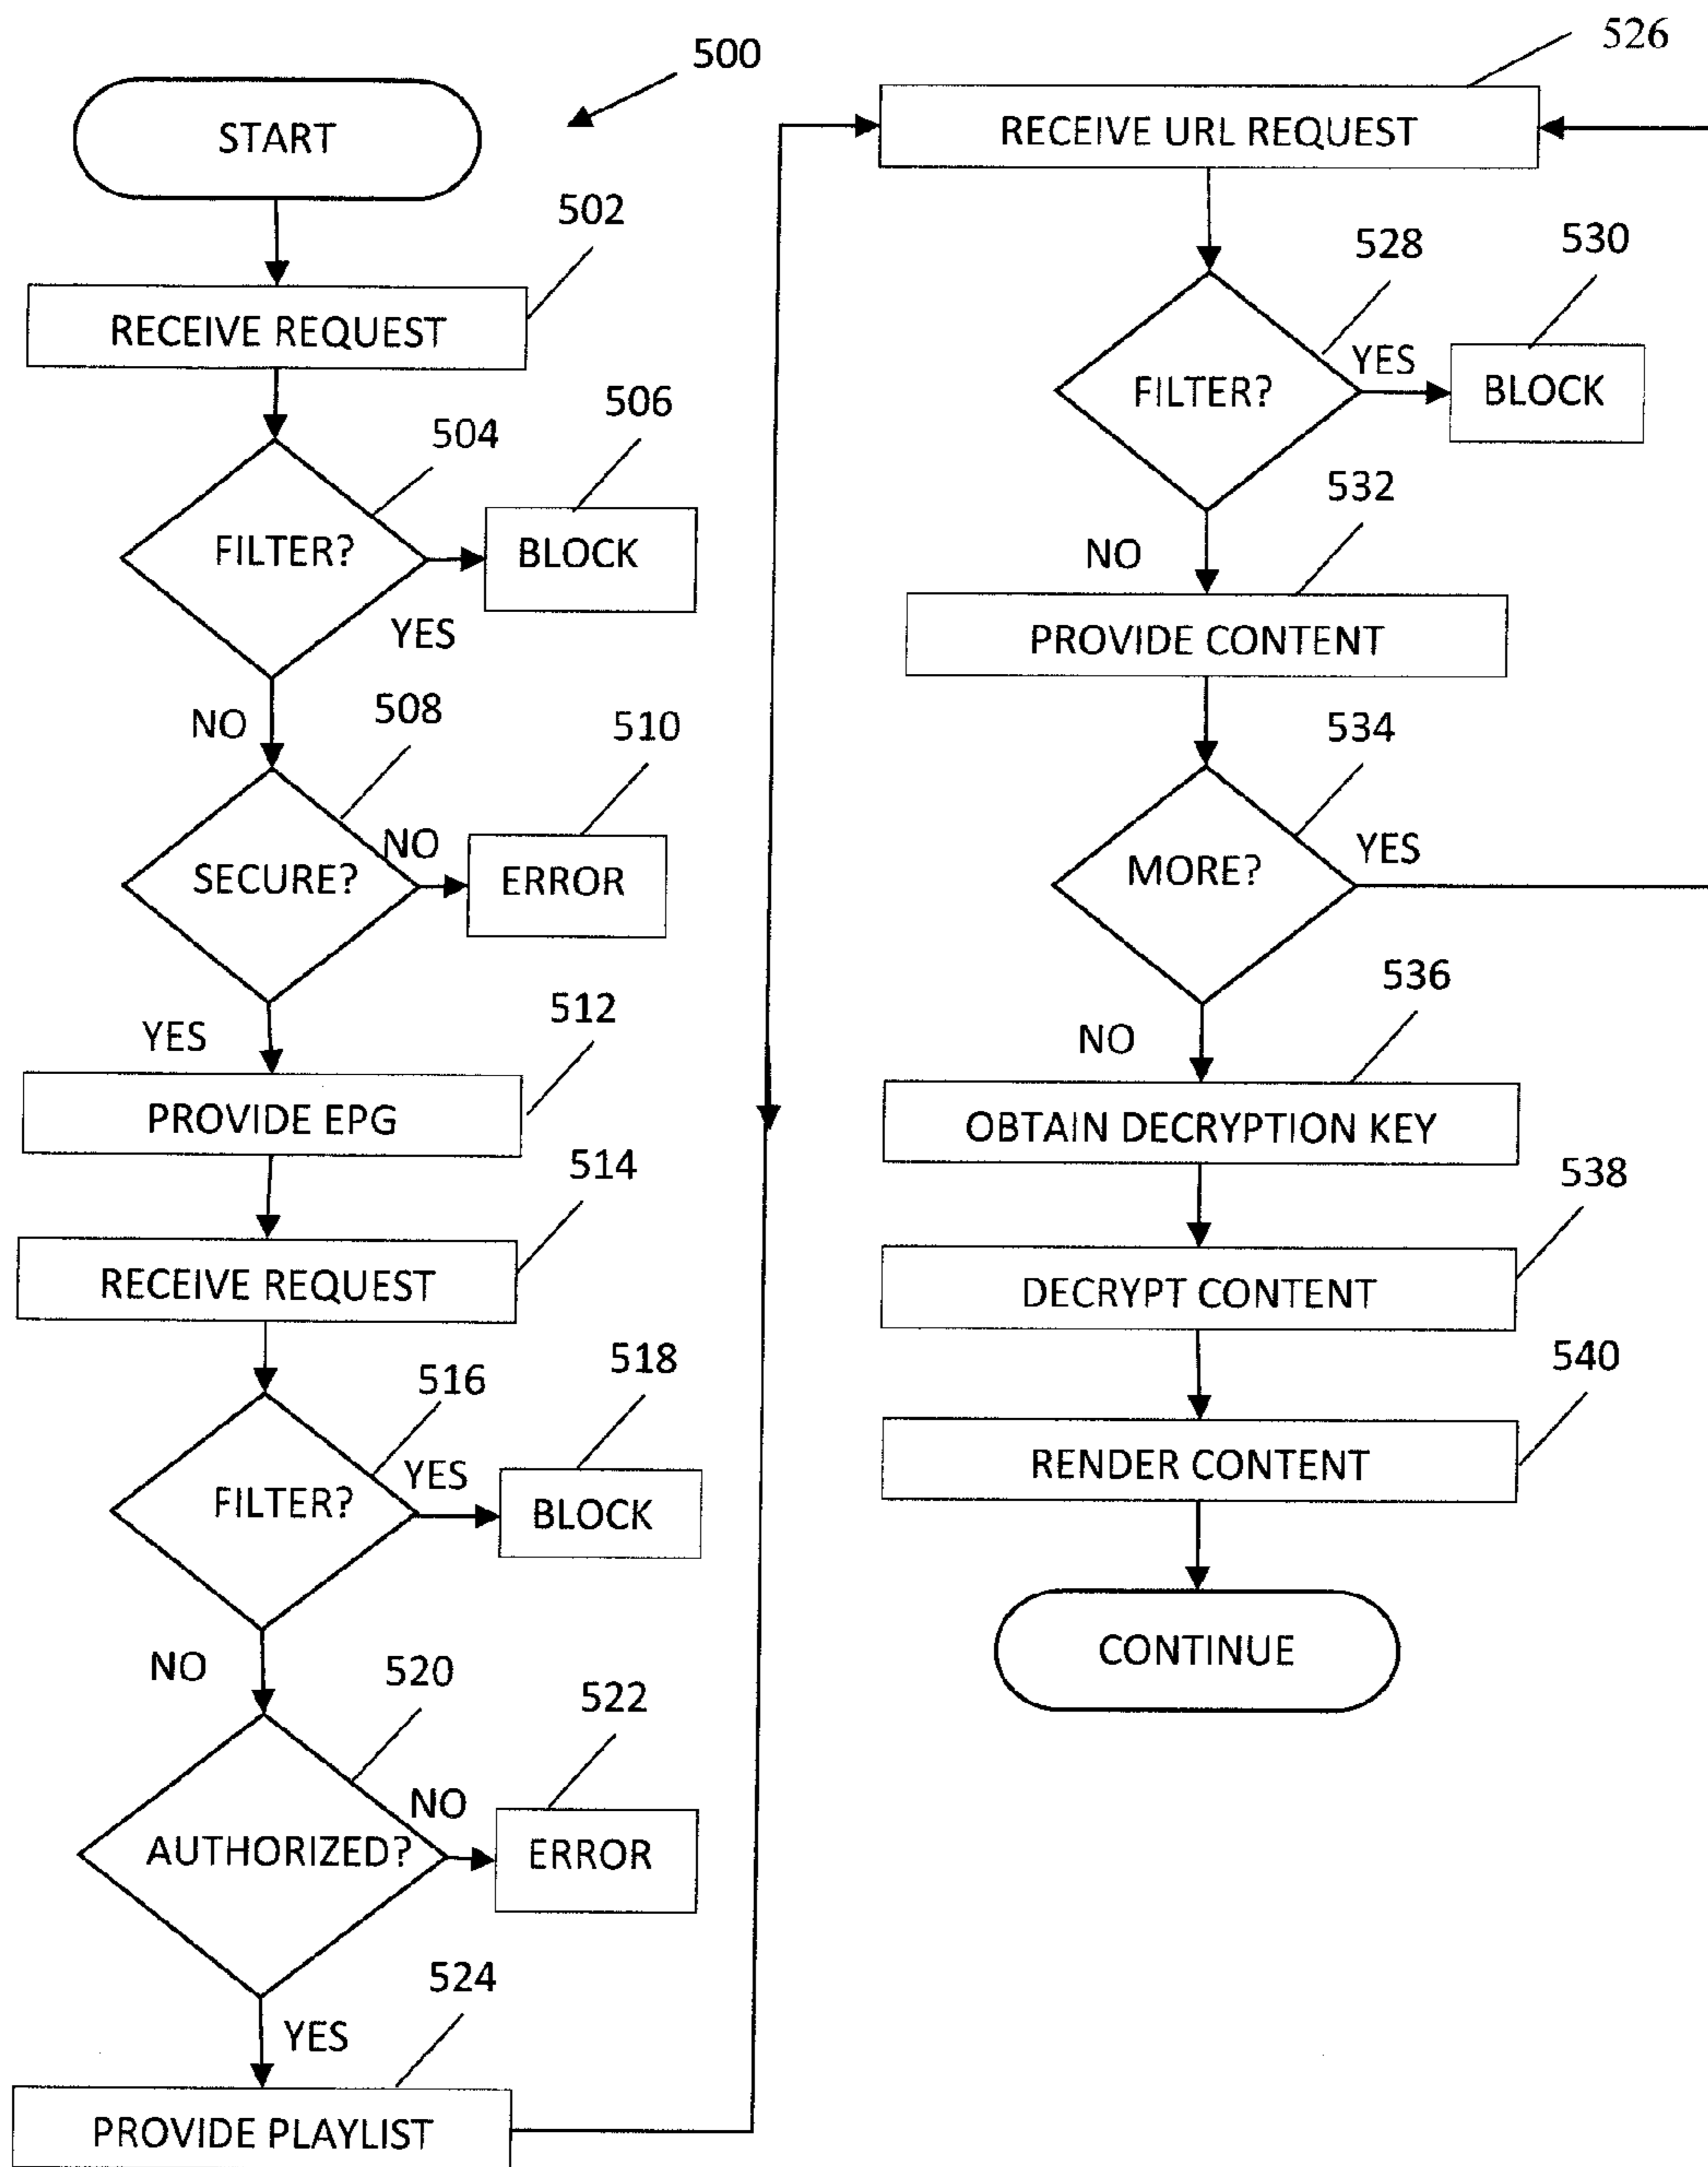 500
START
502
RECEIVE REQUEST
504
506
FILTER?
BLOCK
YES
NO
508
510
NO
SECURE?
ERROR
YES
512
PROVIDE EPG
514
RECEIVE REQUEST
516
518
FILTER?
YES
BLOCK
NO
520
522
NO
AUTHORIZED?
ERROR
524
YES
PROVIDE PLAYLIST
526
RECEIVE URL REQUEST
528
530
FILTER?
YES
BLOCK
532
NO
PROVIDE CONTENT
534
MORE?
YES
536
NO
OBTAIN DECRYPTION KEY
538
DECRYPT CONTENT
540
RENDER CONTENT
CONTINUE